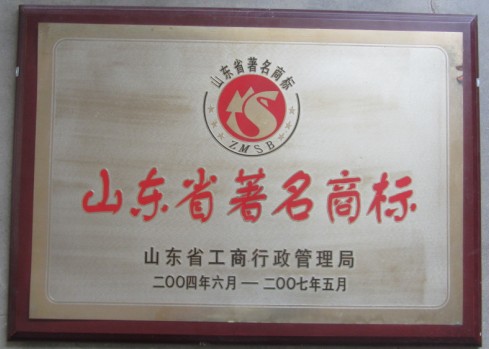 山东省著名商标
ZMSB
山东省著名商标
山东省工商行政管理局
二〇〇四年六月—二〇〇七年五月